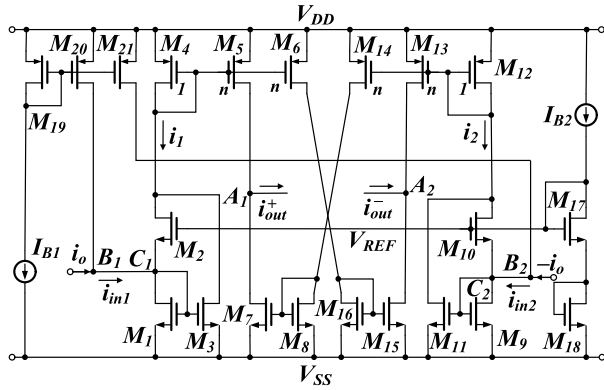 V_DD
M_20 M_21 M_4 M_5 M_6 M_14 M_13 M_12
1 n n n n 1
M_19 i_1 i_2 I_B2
A_1 i_out^+ i_out^- A_2 M_17
I_B1 i_o B_1 C_1 M_2 V_REF M_10 B_2 -i_o
i_in1 C_2 i_in2
M_1 M_3 M_7 M_8 M_16 M_15 M_11 M_9 M_18
V_SS